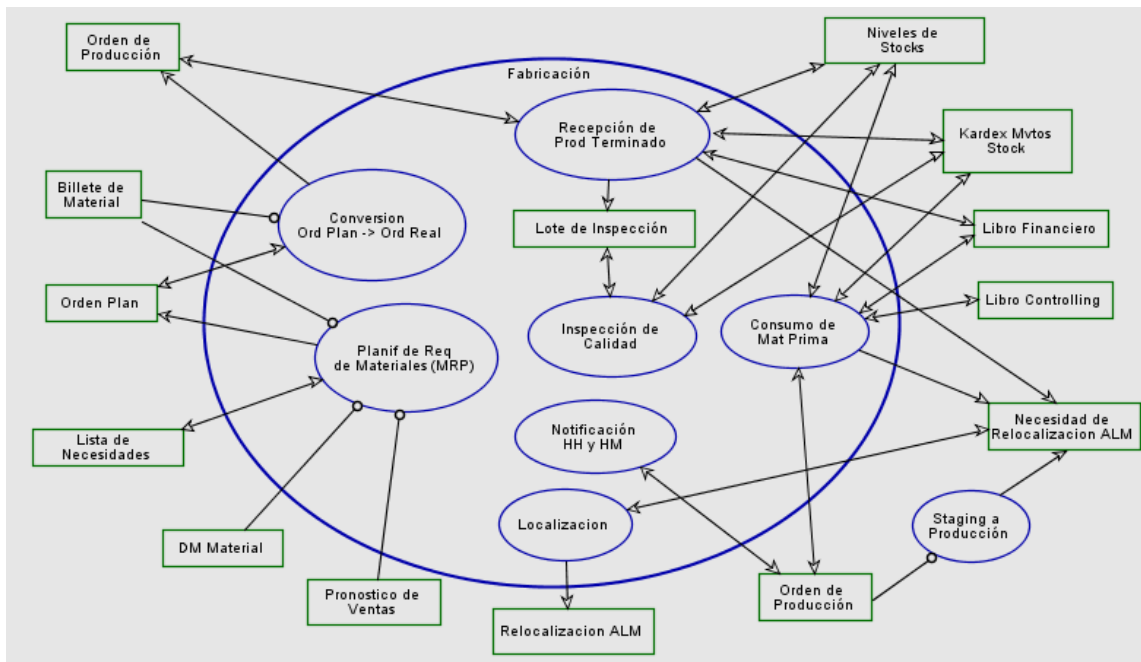 Orden de
Producción
Niveles de
Stocks
Fabricación
Recepción de
Prod Terminado
Kardex Mvtos
Stock
Billete de
Material
Conversion
Ord Plan -> Ord Real
Lote de Inspección
Libro Financiero
Orden Plan
Libro Controlling
Inspección de
Calidad
Consumo de
Mat Prima
Planif de Req
de Materiales (MRP)
Lista de
Necesidades
Notificación
HH y HM
Necesidad de
Relocalizacion ALM
Localizacion
Staging a
Producción
DM Material
Pronostico de
Ventas
Orden de
Producción
Relocalizacion ALM